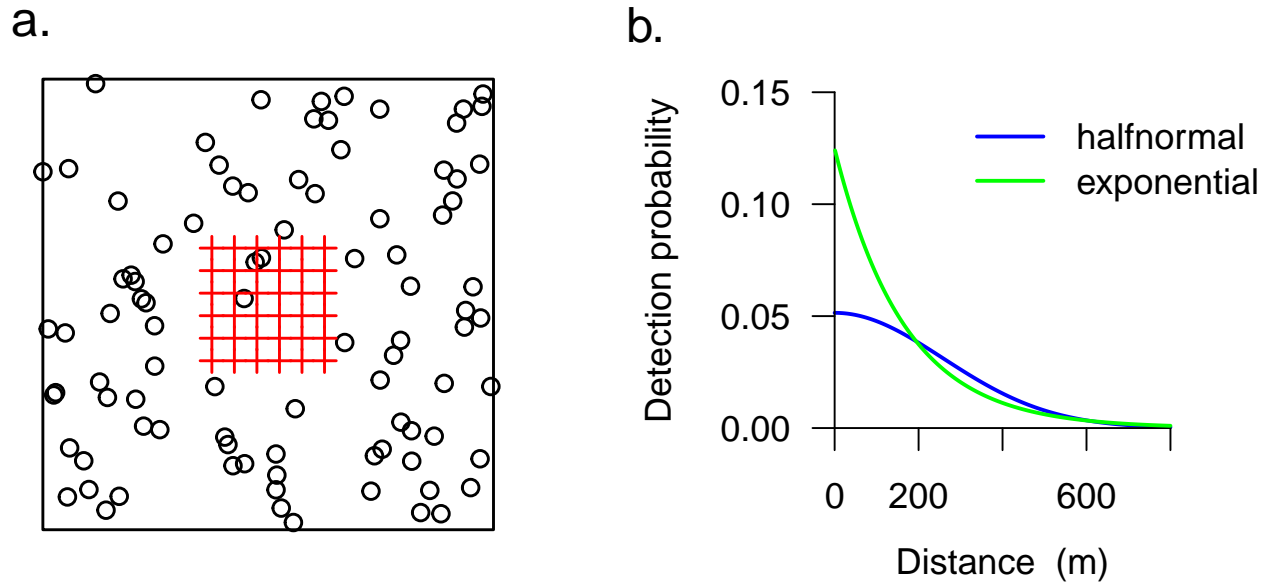 a.
b.
Detection probability
0.15
0.10
0.05
0.00
halfnormal
exponential
0 200 600
Distance (m)